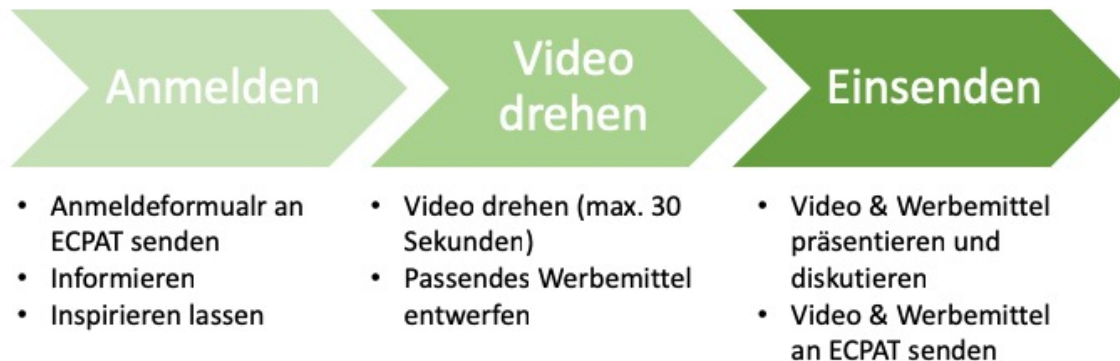 Anmelden
Video
drehen
Einsenden
• Anmeldeformualr an
ECPAT senden
• Informieren
• Inspirieren lassen
• Video drehen (max. 30
Sekunden)
• Passendes Werbemittel
entwerfen
• Video & Werbemittel
präsentieren und
diskutieren
• Video & Werbemittel
an ECPAT senden